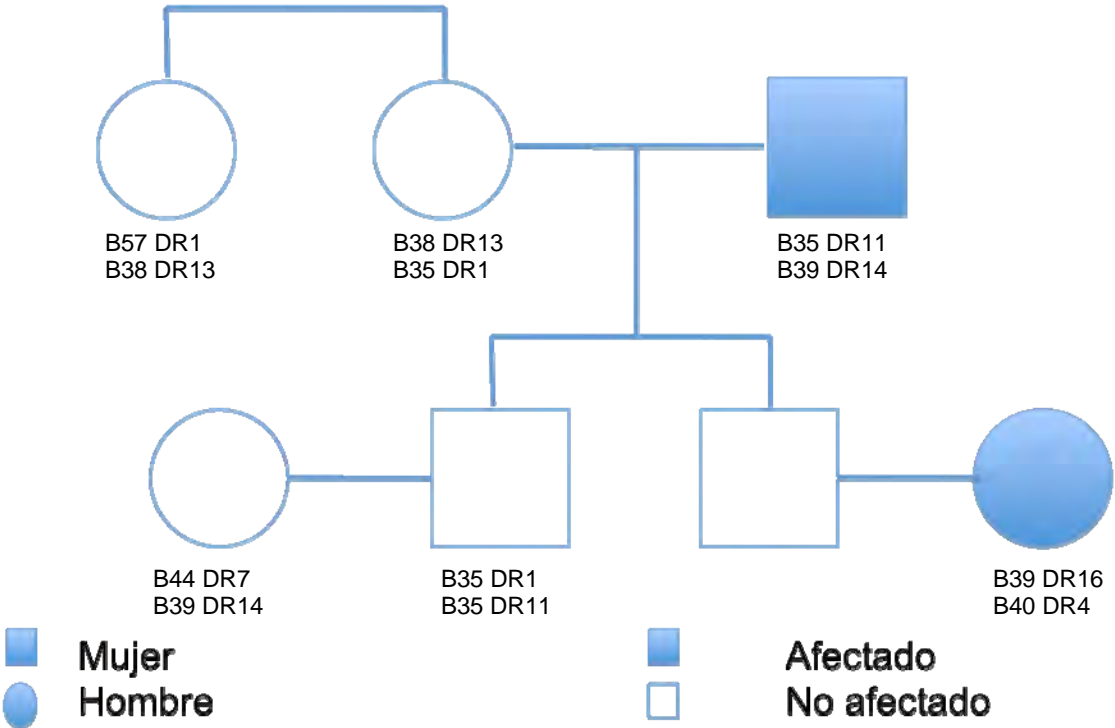 B57 DR1
B38 DR13
B38 DR13
B35 DR1
B35 DR11
B39 DR14
B44 DR7
B39 DR14
B35 DR1
B35 DR11
B39 DR16
B40 DR4
Mujer
Hombre
Afectado
No afectado